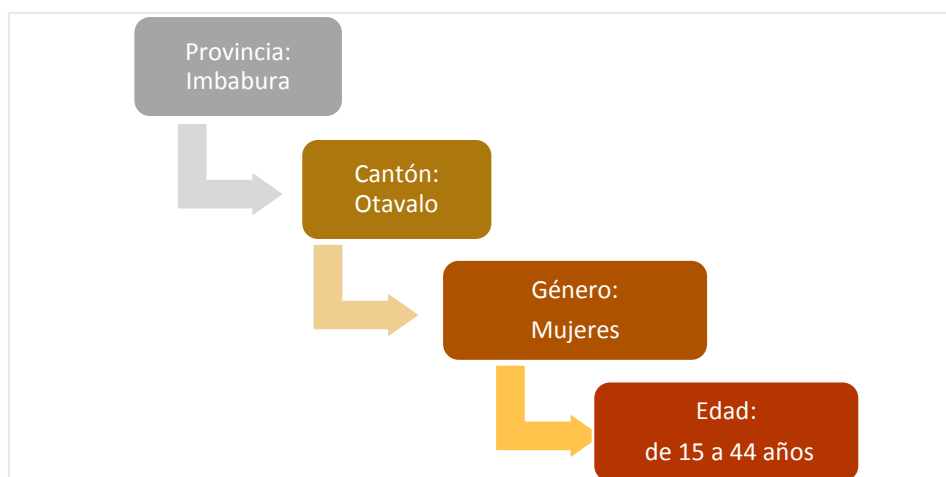 Provincia:
Imbabura
Cantón:
Otavalo
Género:
Mujeres
Edad:
de 15 a 44 años